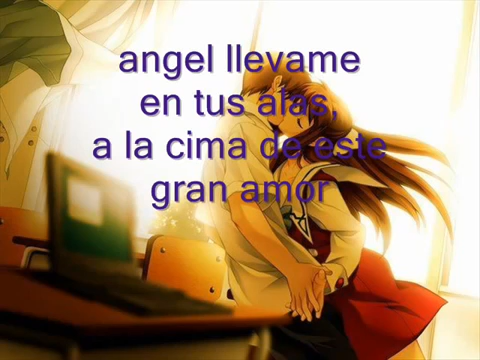 angel llevame
en tus alas,
a la cima de este
gran amor